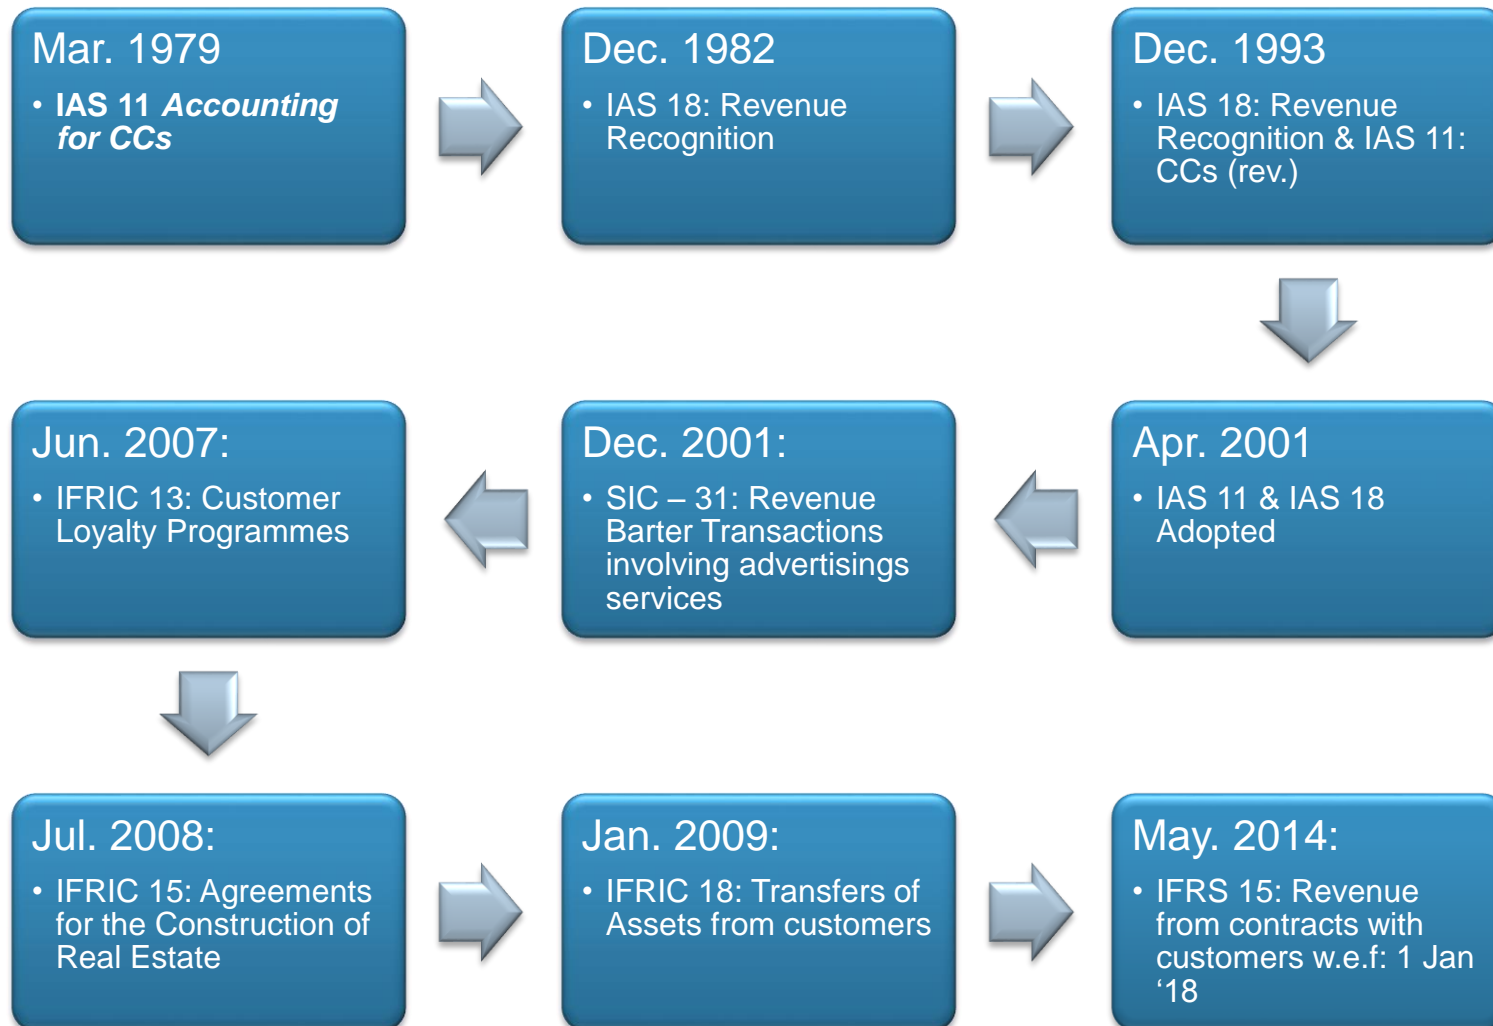 Mar. 1979
• IAS 11 Accounting
for CCs
Dec. 1982
• IAS 18: Revenue
Recognition
Dec. 1993
• IAS 18: Revenue
Recognition & IAS 11:
CCs (rev.)
Apr. 2001
• IAS 11 & IAS 18
Adopted
Dec. 2001:
• SIC – 31: Revenue
Barter Transactions
involving advertisings
services
Jun. 2007:
• IFRIC 13: Customer
Loyalty Programmes
Jul. 2008:
• IFRIC 15: Agreements
for the Construction of
Real Estate
Jan. 2009:
• IFRIC 18: Transfers of
Assets from customers
May. 2014:
• IFRS 15: Revenue
from contracts with
customers w.e.f: 1 Jan
‘18